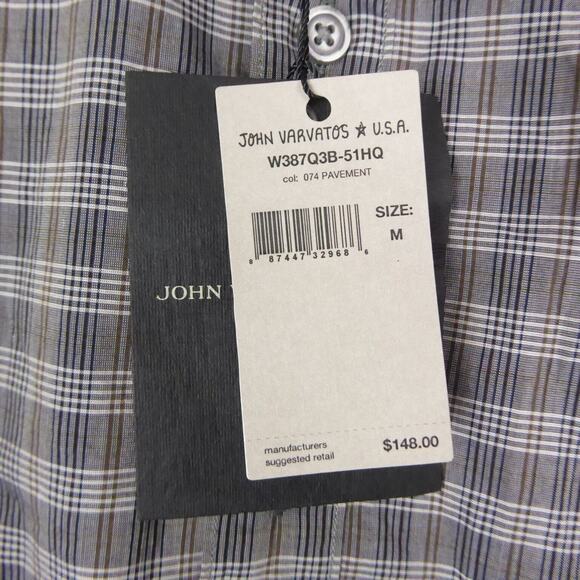 JOHN VARVATOS ★ U.S.A.
W387Q3B-51HQ
col: 074 PAVEMENT
SIZE:
M
8 87447 32968 6
JOHN
manufacturers
suggested retail
$148.00